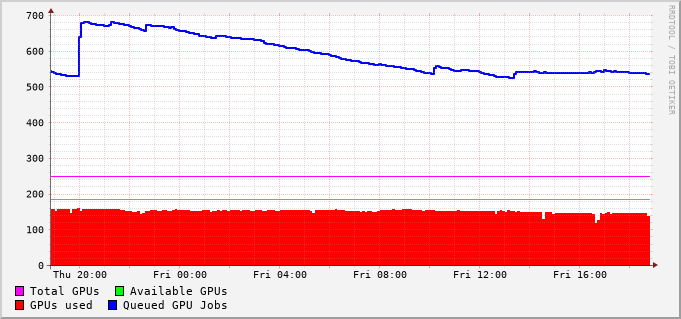 RRDTOOL / TOBI OETIKER
700
600
500
400
300
200
100
0
Thu 20:00 Fri 00:00 Fri 04:00 Fri 08:00 Fri 12:00 Fri 16:00
Total GPUs Available GPUs
GPUs used Queued GPU Jobs